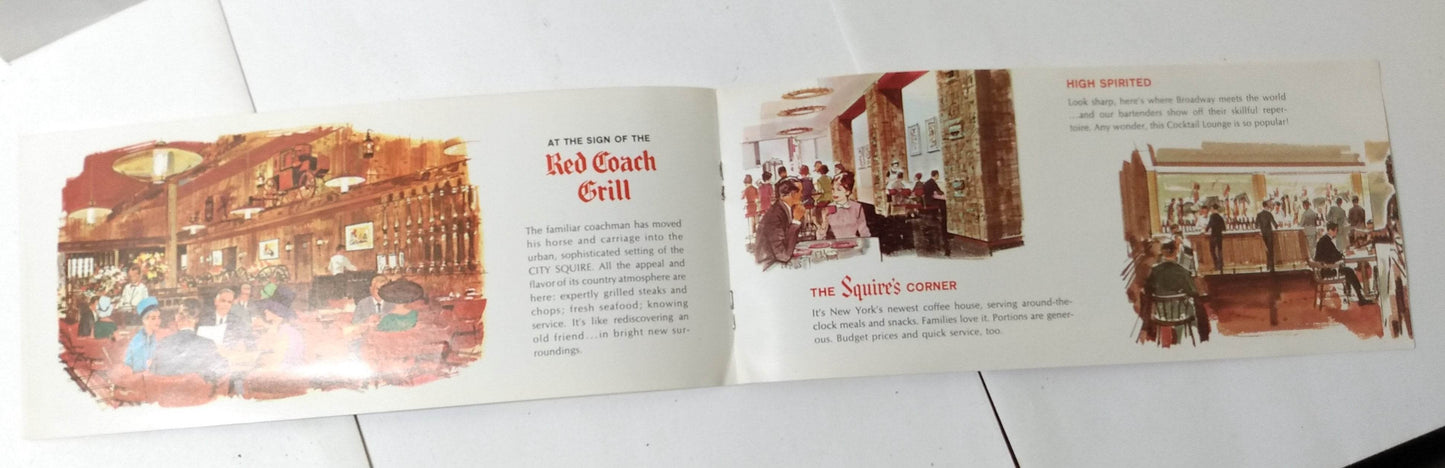 AT THE SIGN OF THE
Red Coach
Grill
The familiar coachman has moved
his horse and carriage into the
urban, sophisticated setting of the
CITY SQUIRE. All the appeal and
flavor of its country atmosphere are
here: expertly grilled steaks and
chops; fresh seafood; knowing
service. It's like rediscovering an
old friend...in bright new sur-
roundings.
THE Squire's CORNER
It's New York's newest coffee house, serving around-the-
clock meals and snacks. Families love it. Portions are gener-
ous. Budget prices and quick service, too.
HIGH SPIRITED
Look sharp, here's where Broadway meets the world
...and our bartenders show off their skillful reper-
toire. Any wonder, this Cocktail Lounge is so popular!